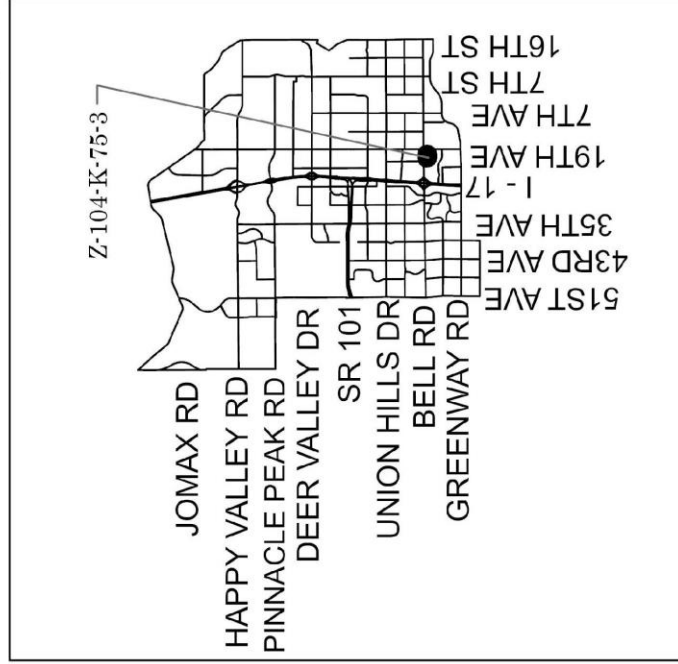 Z-104-K-75-3
16TH ST
7TH ST
7TH AVE
19TH AVE
I - 17
35TH AVE
43RD AVE
51ST AVE
JOMAX RD
HAPPY VALLEY RD
PINNACLE PEAK RD
DEER VALLEY DR
SR 101
UNION HILLS DR
BELL RD
GREENWAY RD